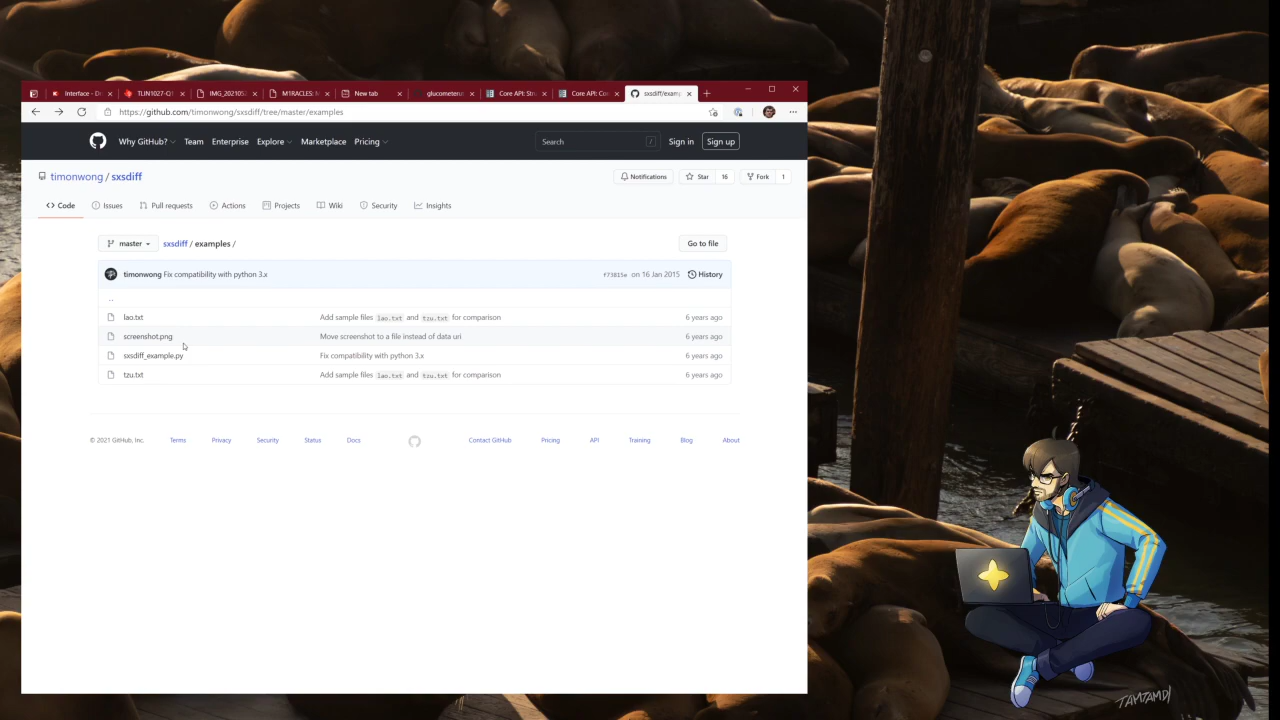 Interface - D
TLIN1027-Q1
IMG_202105
M1RACLES: M
New tab
glucometeru
Core API: Str
Core API: Co
sxsdiff/examp
https://github.com/timonwong/sxsdiff/tree/master/examples
Why GitHub? Team Enterprise Explore Marketplace Pricing Search / Sign in Sign up
timonwong / sxsdiff Notifications Star 16 Fork 1
Code Issues Pull requests Actions Projects Wiki Security Insights
master sxsdiff / examples / Go to file
timonwong Fix compatibility with python 3.x f73815e on 16 Jan 2015 History
..
lao.txt Add sample files lao.txt and tzu.txt for comparison 6 years ago
screenshot.png Move screenshot to a file instead of data uri 6 years ago
sxsdiff_example.py Fix compatibility with python 3.x 6 years ago
tzu.txt Add sample files lao.txt and tzu.txt for comparison 6 years ago
© 2021 GitHub, Inc. Terms Privacy Security Status Docs Contact GitHub Pricing API Training Blog About
TAMTAMDI